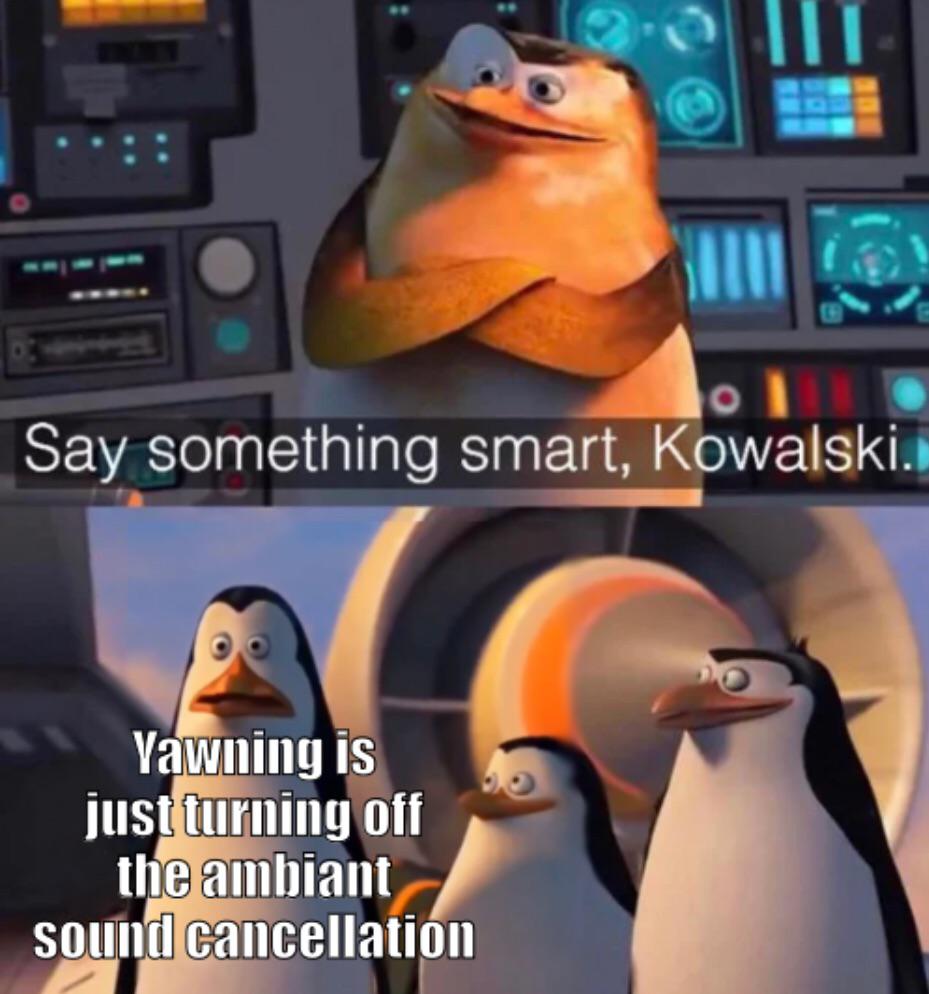 Say something smart, Kowalski.
Yawning is
just turning off
the ambiant
sound cancellation